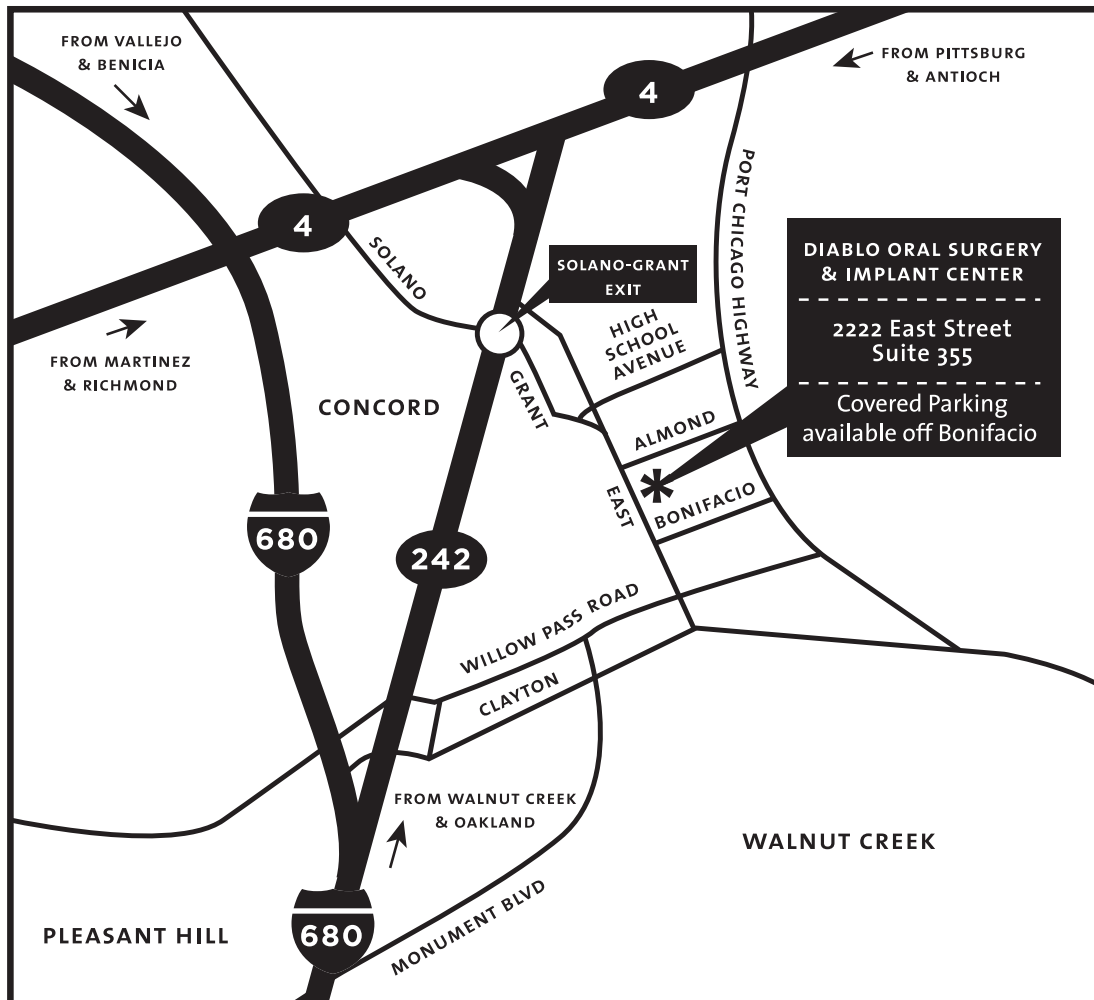 FROM VALLEJO
& BENICIA
FROM PITTSBURG
& ANTIOCH
4
4
PORT CHICAGO HIGHWAY
SOLANO
SOLANO-GRANT
EXIT
DIABLO ORAL SURGERY
& IMPLANT CENTER
2222 East Street
Suite 355
Covered Parking
available off Bonifacio
FROM MARTINEZ
& RICHMOND
HIGH
SCHOOL
AVENUE
CONCORD
GRANT
ALMOND
EAST
BONIFACIO
680
242
WILLOW PASS ROAD
CLAYTON
FROM WALNUT CREEK
& OAKLAND
WALNUT CREEK
MONUMENT BLVD
PLEASANT HILL
680